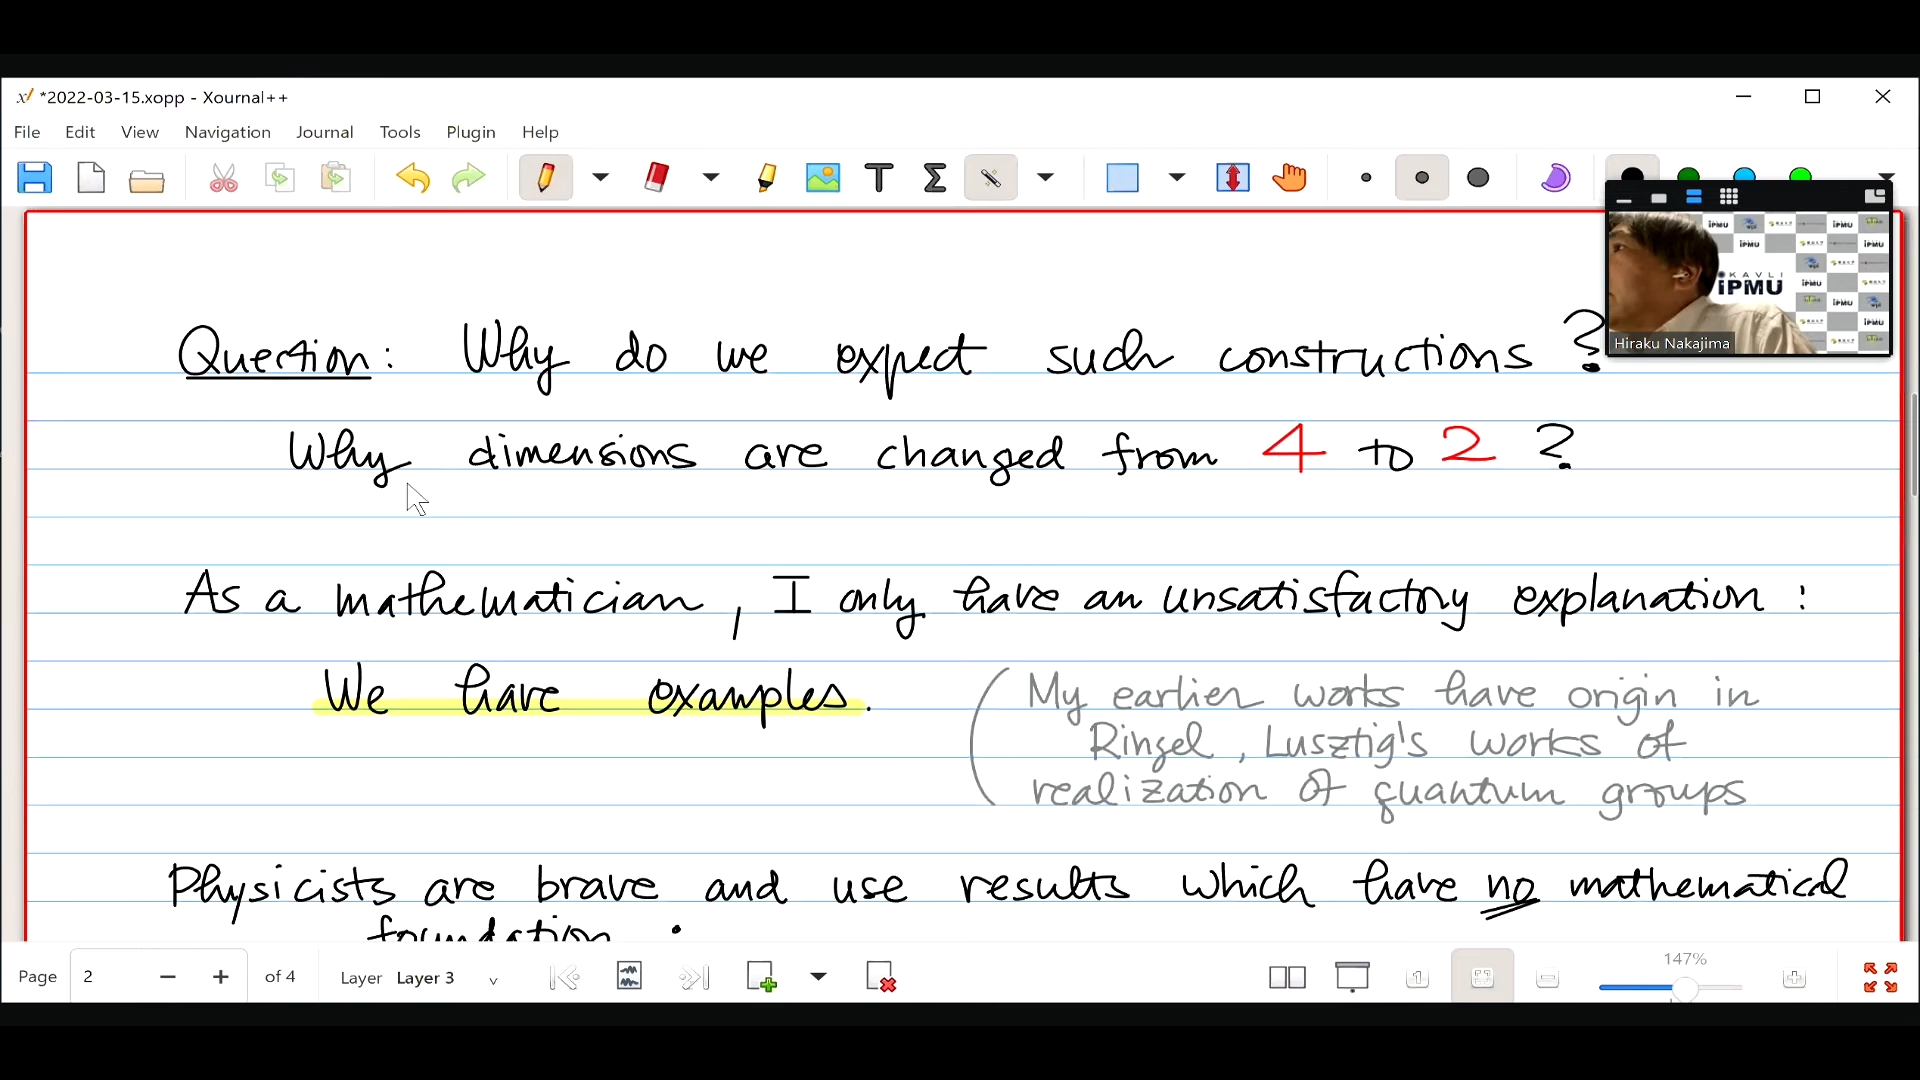 *2022-03-15.xopp - Xournal++
File Edit View Navigation Journal Tools Plugin Help
KAVLI
iPMU
Hiraku Nakajima
Question: Why do we expect such constructions ?
Why dimensions are changed from 4 to 2 ?
As a mathematician, I only have an unsatisfactory explanation :
We have examples.
(My earlier works have origin in
Ringel, Lusztig's works of
realization of quantum groups
Physicists are brave and use results which have no mathematical
foundation :
Page 2 of 4 Layer Layer 3 147%